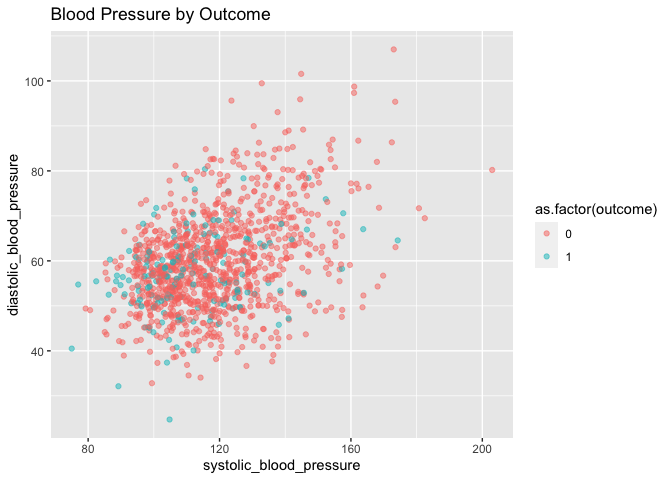 Blood Pressure by Outcome
100
80
60
40
diastolic_blood_pressure
80
120
160
200
systolic_blood_pressure
as.factor(outcome)
0
1